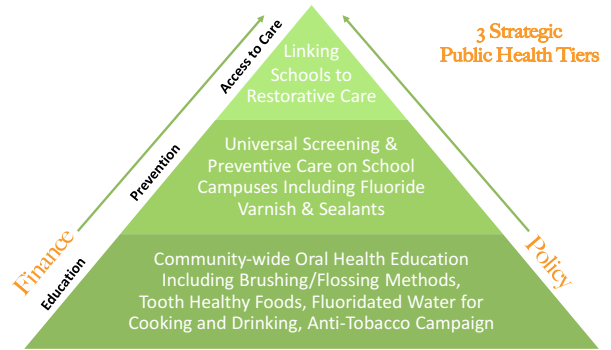 3 Strategic
Public Health Tiers
Access to Care
Linking
Schools to
Restorative Care
Prevention
Universal Screening &
Preventive Care on School
Campuses Including Fluoride
Varnish & Sealants
Finance
Policy
Education
Community-wide Oral Health Education
Including Brushing/Flossing Methods,
Tooth Healthy Foods, Fluoridated Water for
Cooking and Drinking, Anti-Tobacco Campaign